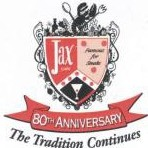 Jax
Famous
for
Steaks
80TH ANNIVERSARY
The Tradition Continues